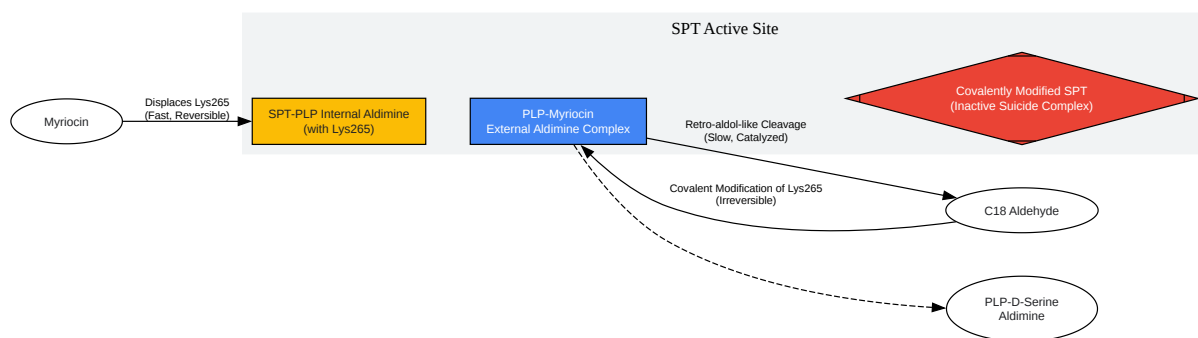 SPT Active Site
Myriocin
Displaces Lys265
(Fast, Reversible)
SPT-PLP Internal Aldimine
(with Lys265)
PLP-Myriocin
External Aldimine Complex
Covalently Modified SPT
(Inactive Suicide Complex)
Retro-aldol-like Cleavage
(Slow, Catalyzed)
Covalent Modification of Lys265
(Irreversible)
C18 Aldehyde
PLP-D-Serine
Aldimine